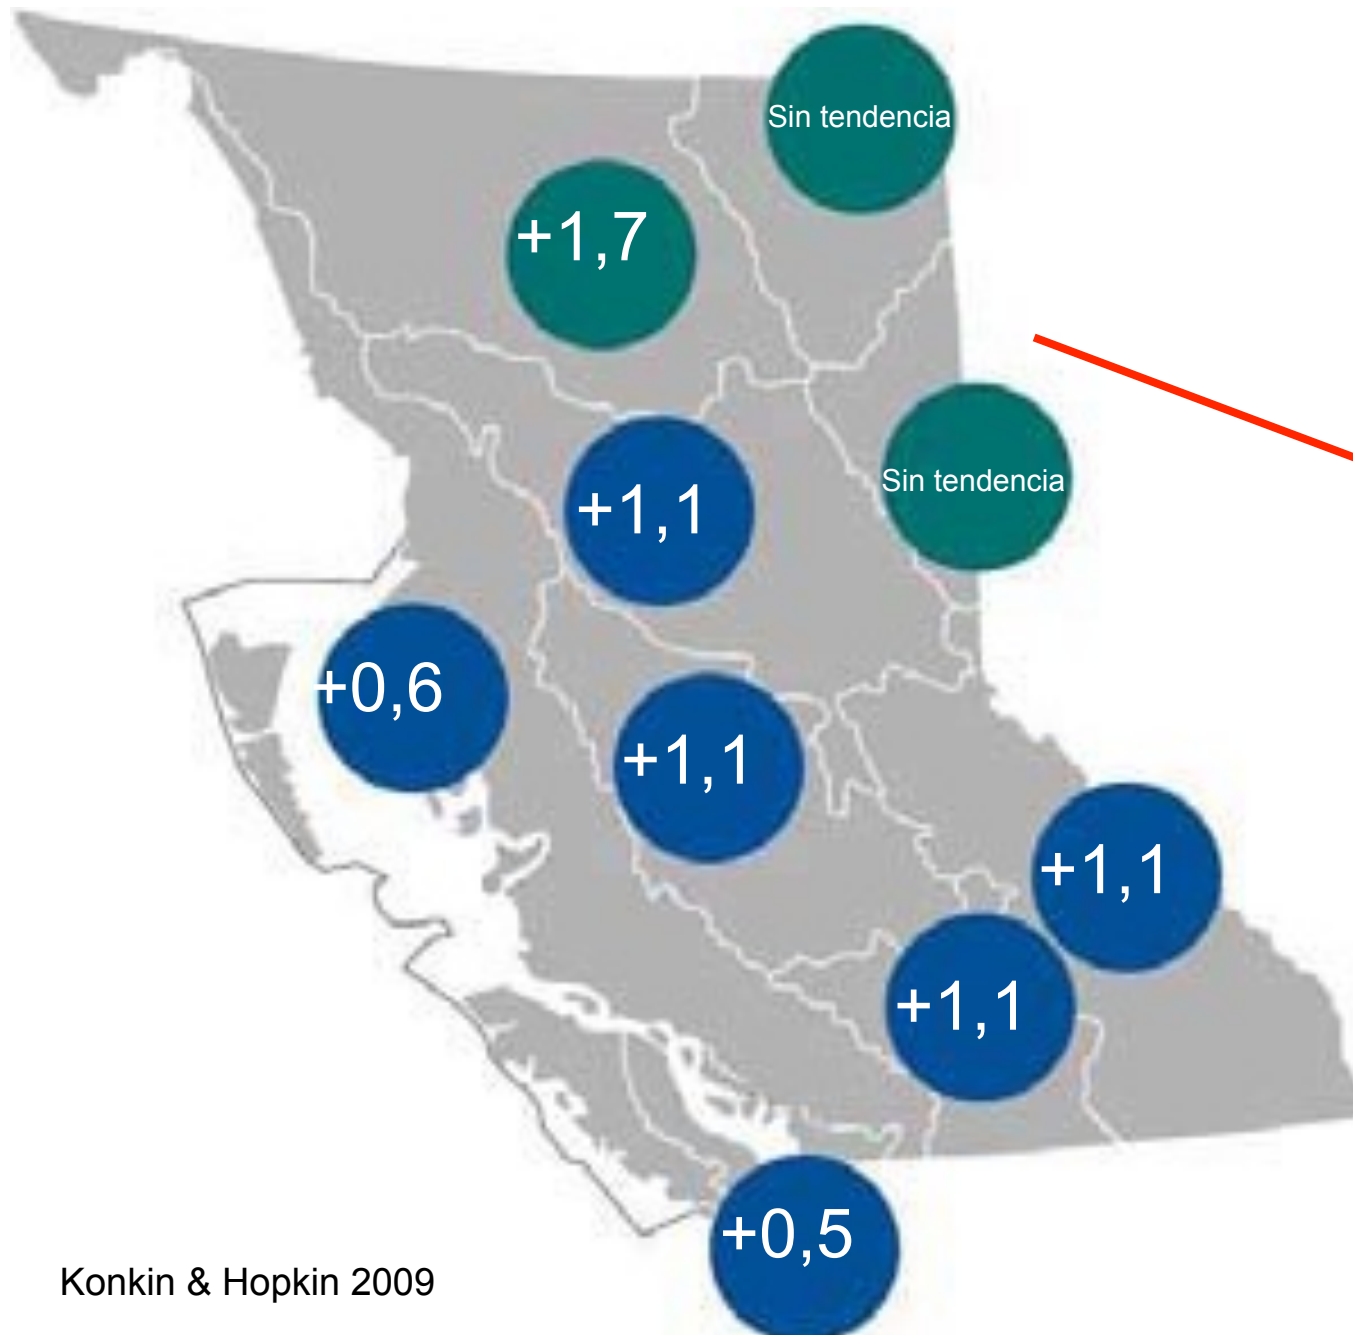 Sin tendencia
+1,7
Sin tendencia
+1,1
+0,6
+1,1
+1,1
+1,1
+0,5
Konkin & Hopkin 2009